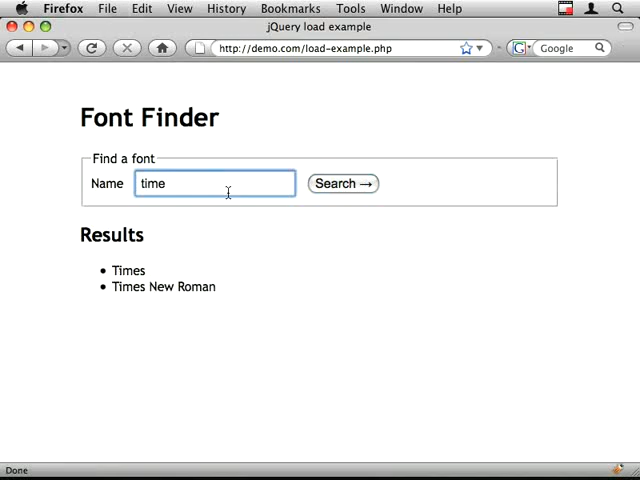 Firefox File Edit View History Bookmarks Tools Window Help
jQuery load example
http://demo.com/load-example.php
G Google
Font Finder
Find a font
Name time Search →
Results
• Times
• Times New Roman
Done